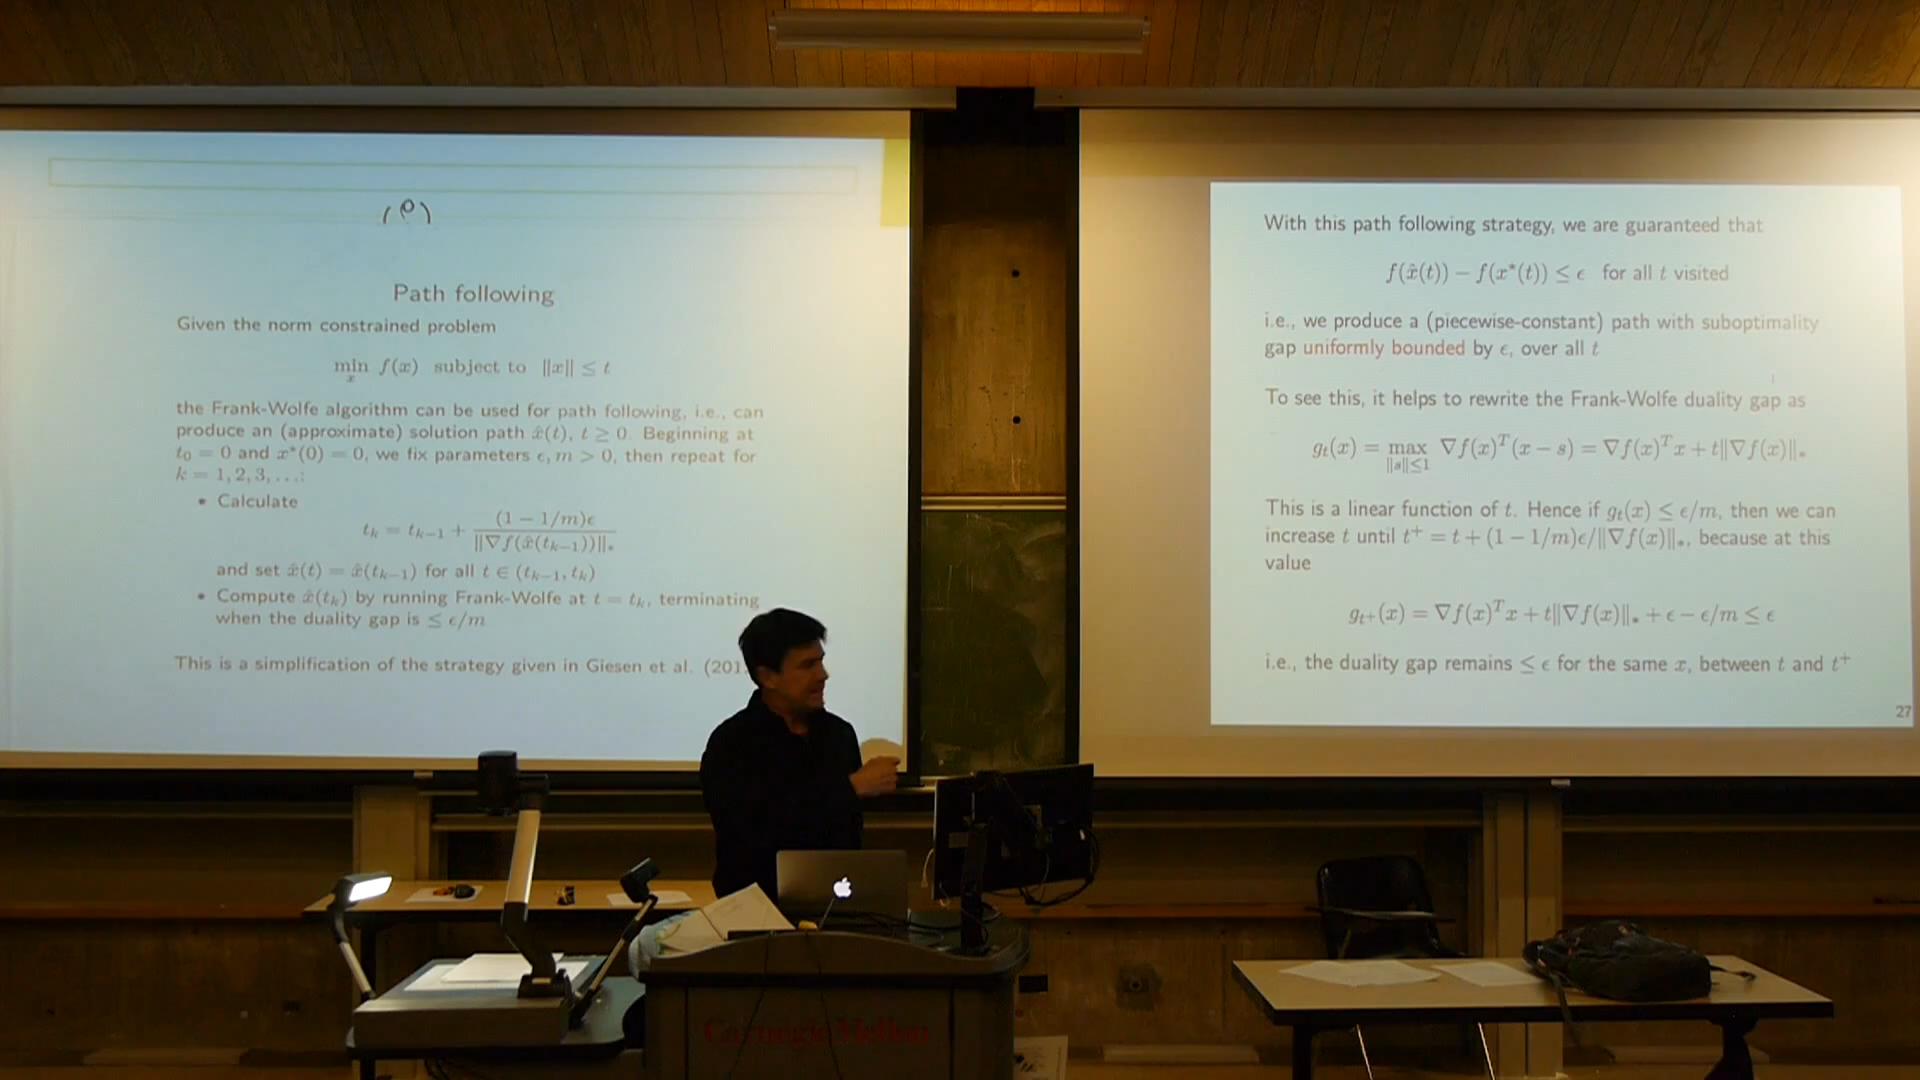 (0)
Path following
Given the norm constrained problem
min_x f(x) subject to ‖x‖ ≤ t
the Frank-Wolfe algorithm can be used for path following, i.e., can
produce an (approximate) solution path x̂(t), t ≥ 0. Beginning at
t₀ = 0 and x*(0) = 0, we fix parameters ε, m > 0, then repeat for
k = 1, 2, 3, ...:
• Calculate
t_k = t_{k−1} + (1 − 1/m)ε / ‖∇f(x̂(t_{k−1}))‖_*
and set x̂(t) = x̂(t_{k−1}) for all t ∈ (t_{k−1}, t_k)
• Compute x̂(t_k) by running Frank-Wolfe at t = t_k, terminating
when the duality gap is ≤ ε/m
This is a simplification of the strategy given in Giesen et al. (201
With this path following strategy, we are guaranteed that
f(x̂(t)) − f(x*(t)) ≤ ε for all t visited
i.e., we produce a (piecewise-constant) path with suboptimality
gap uniformly bounded by ε, over all t
To see this, it helps to rewrite the Frank-Wolfe duality gap as
g_t(x) = max_{‖s‖≤1} ∇f(x)ᵀ(x − s) = ∇f(x)ᵀx + t‖∇f(x)‖_*
This is a linear function of t. Hence if g_t(x) ≤ ε/m, then we can
increase t until t⁺ = t + (1 − 1/m)ε/‖∇f(x)‖_*, because at this
value
g_{t⁺}(x) = ∇f(x)ᵀx + t‖∇f(x)‖_* + ε − ε/m ≤ ε
i.e., the duality gap remains ≤ ε for the same x, between t and t⁺
27
Carnegie Mellon